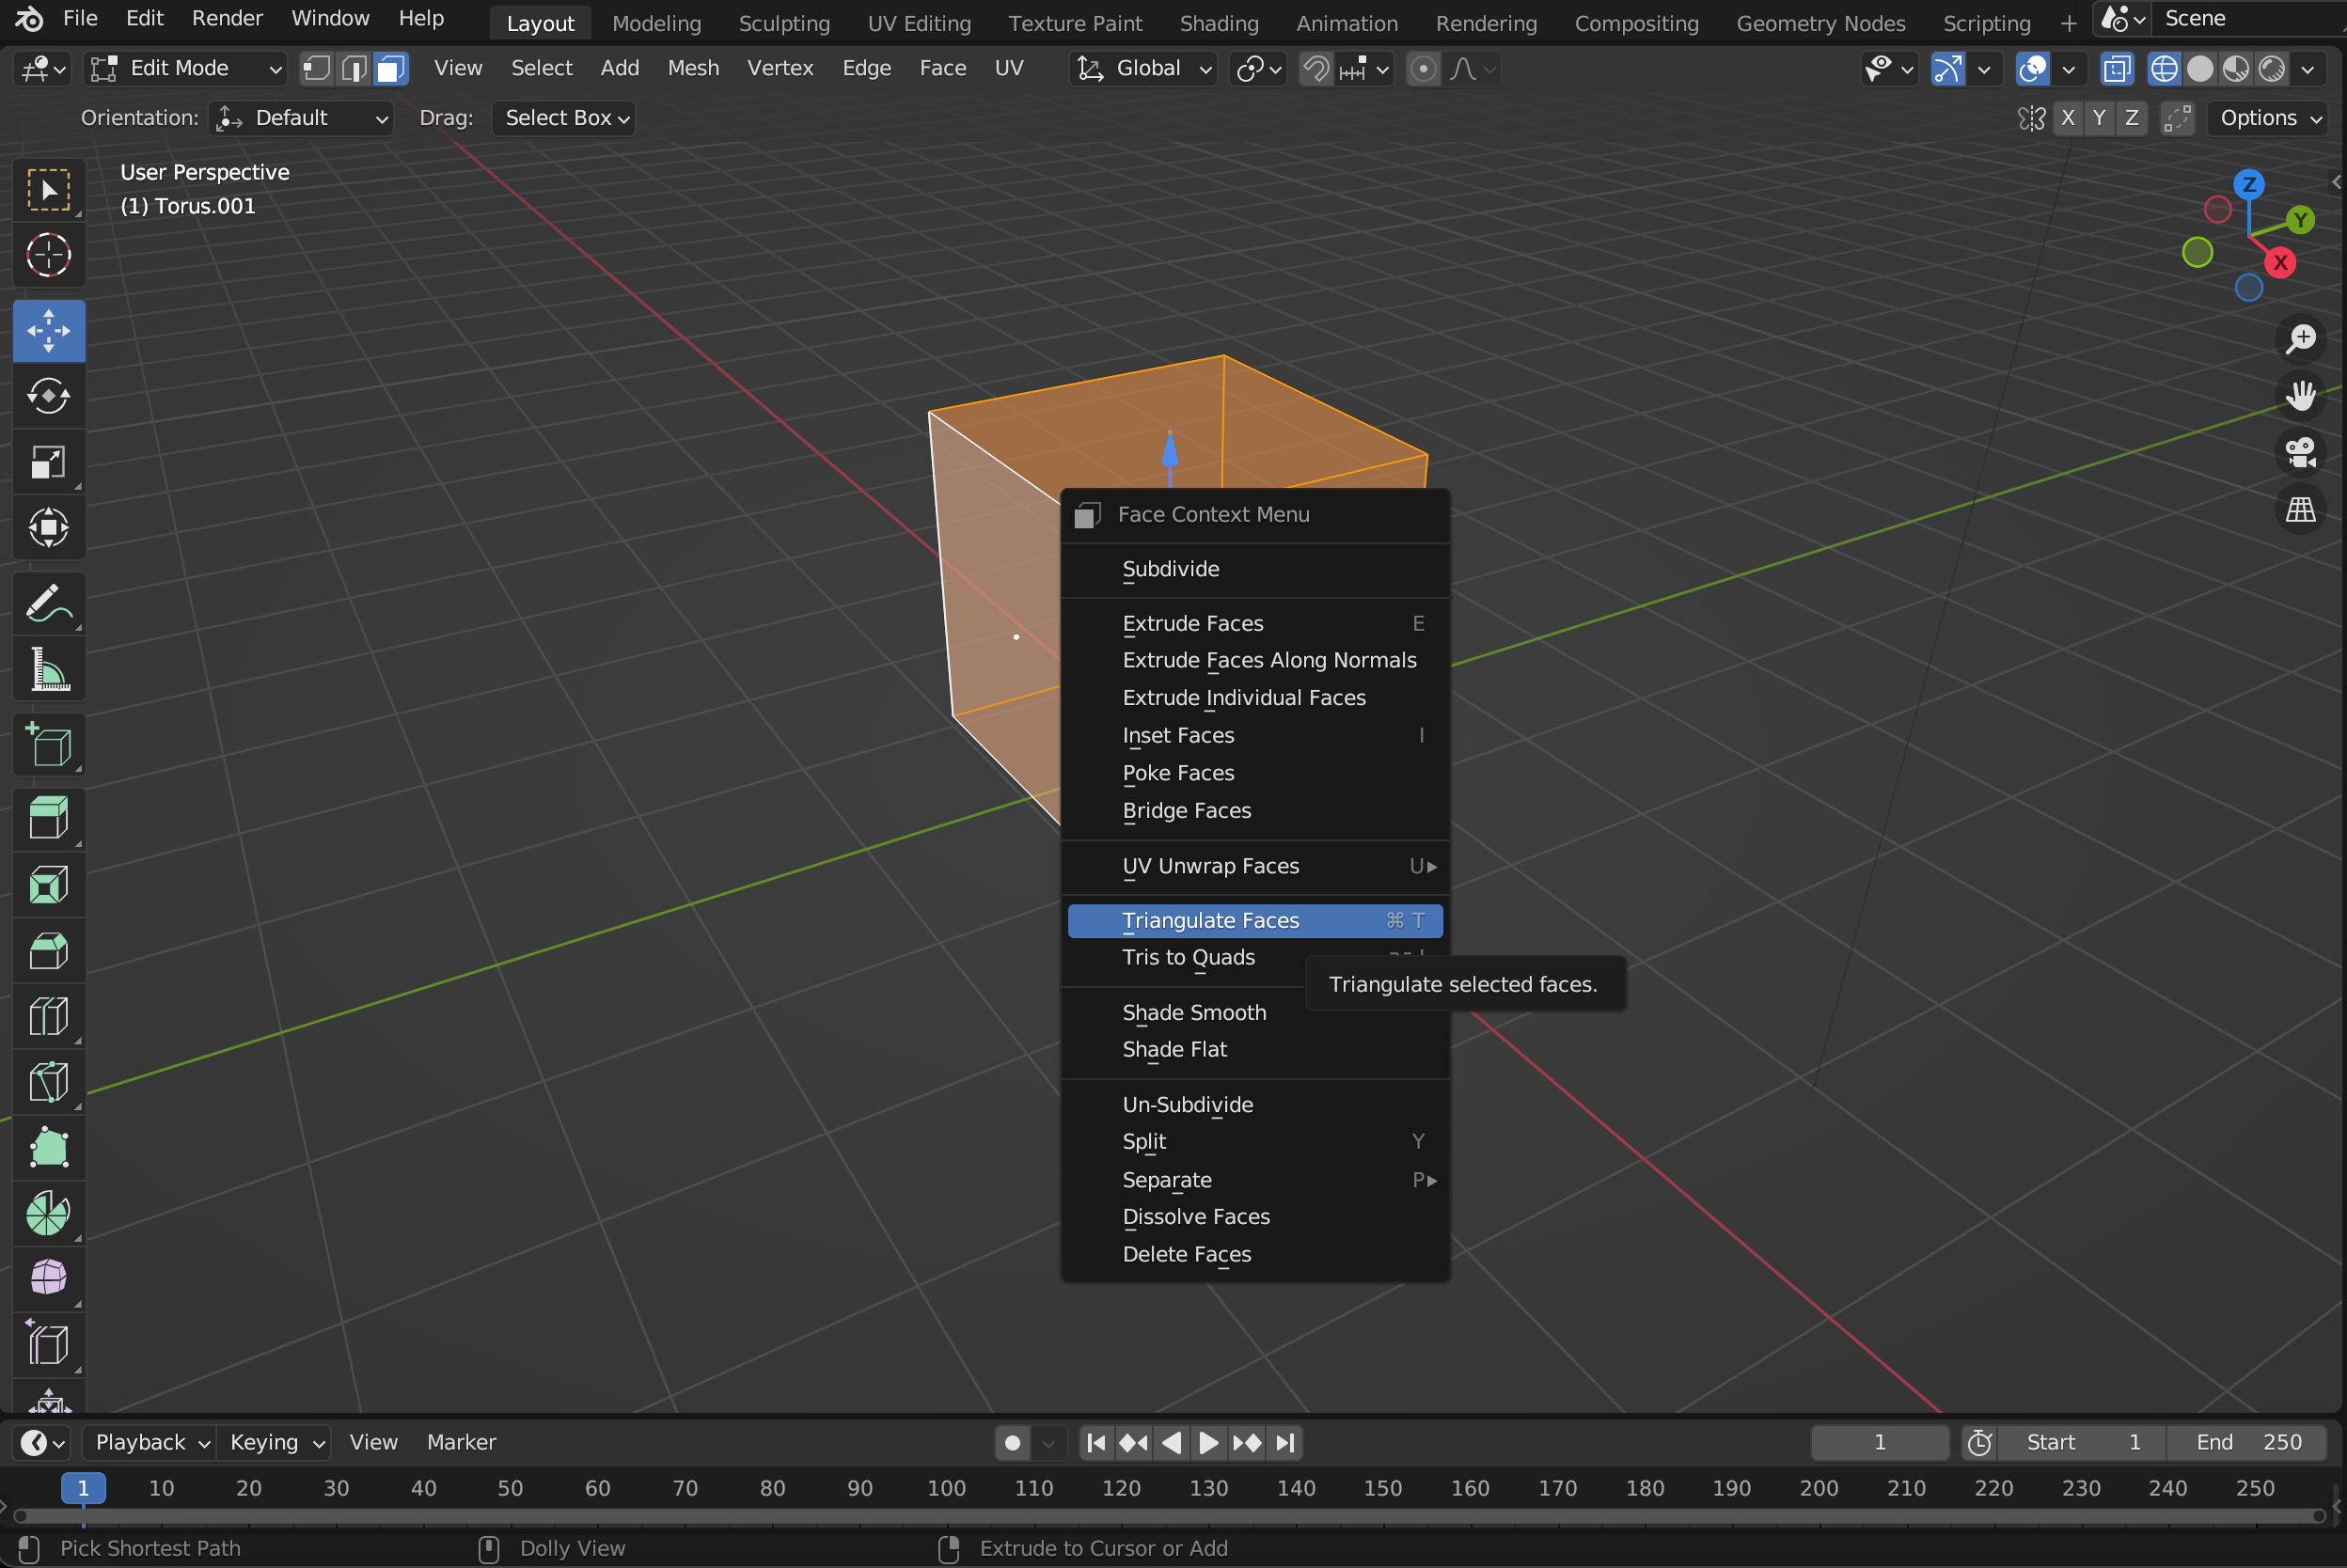 File Edit Render Window Help Layout Modeling Sculpting UV Editing Texture Paint Shading Animation Rendering Compositing Geometry Nodes Scripting + Scene
Edit Mode View Select Add Mesh Vertex Edge Face UV Global
Orientation: Default Drag: Select Box X Y Z Options
User Perspective
(1) Torus.001
Z
Y
X
Face Context Menu
Subdivide
Extrude Faces E
Extrude Faces Along Normals
Extrude Individual Faces
Inset Faces I
Poke Faces
Bridge Faces
UV Unwrap Faces U
Triangulate Faces ⌘ T
Tris to Quads
Triangulate selected faces.
Shade Smooth
Shade Flat
Un-Subdivide
Split Y
Separate P
Dissolve Faces
Delete Faces
Playback Keying View Marker 1 Start 1 End 250
1 10 20 30 40 50 60 70 80 90 100 110 120 130 140 150 160 170 180 190 200 210 220 230 240 250
Pick Shortest Path Dolly View Extrude to Cursor or Add